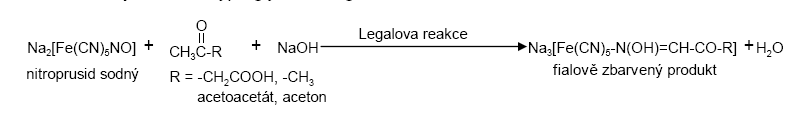 O
Legalova reakce
Na₂[Fe(CN)₅NO] + CH₃C-R + NaOH Na₃[Fe(CN)₅-N(OH)=CH-CO-R] + H₂O
nitroprusid sodný R = -CH₂COOH, -CH₃ fialově zbarvený produkt
acetoacetát, aceton